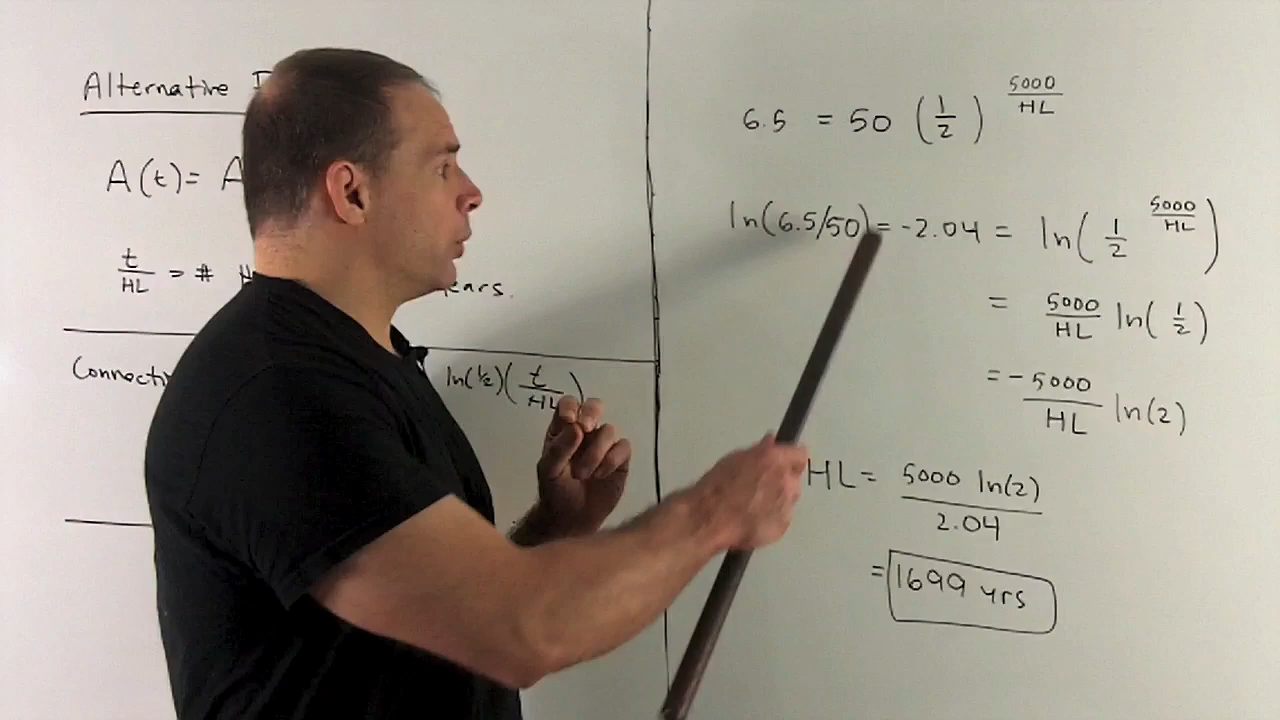 Alternative
A(t) = A
t/HL = # ears.
Connecti ln(1/2)(t/HL)
6.5 = 50 (1/2)^(5000/HL)
ln(6.5/50) = -2.04 = ln(1/2^(5000/HL))
= 5000/HL ln(1/2)
= -5000/HL ln(2)
HL = 5000 ln(2)/2.04
= 1699 yrs